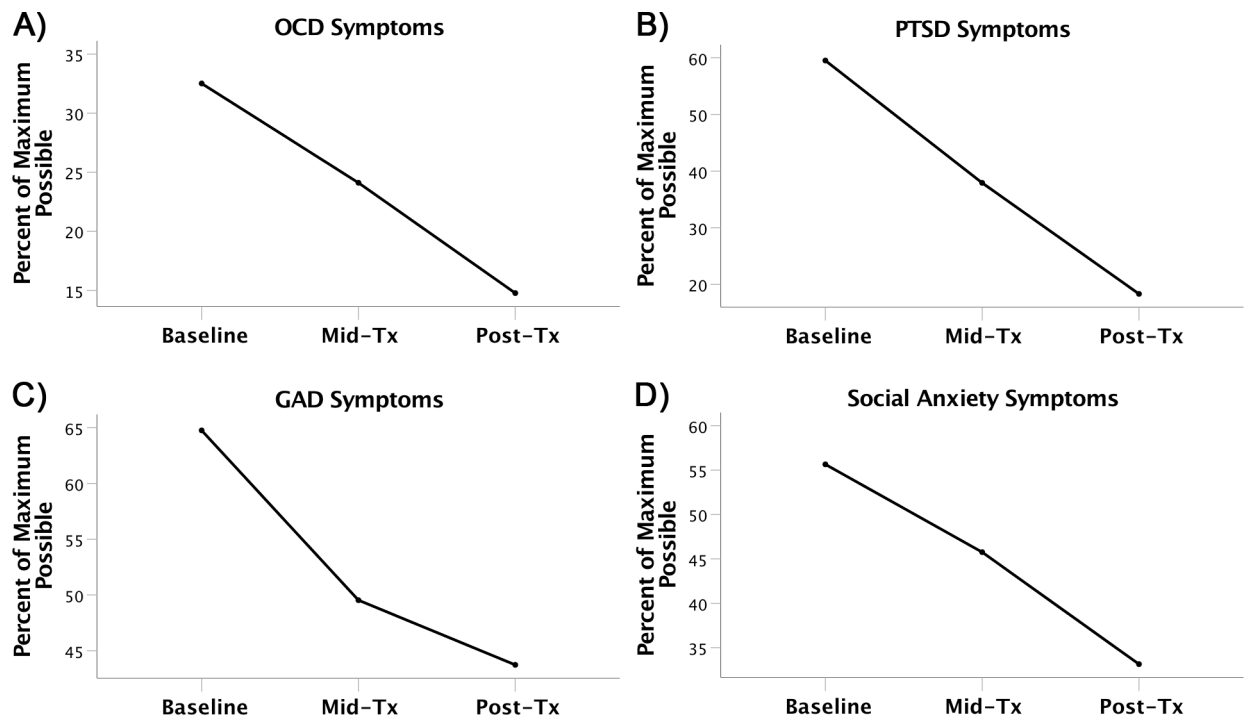 A)
OCD Symptoms
Percent of Maximum
Possible
35
30
25
20
15
Baseline
Mid–Tx
Post–Tx
B)
PTSD Symptoms
Percent of Maximum
Possible
60
50
40
30
20
Baseline
Mid–Tx
Post–Tx
C)
GAD Symptoms
Percent of Maximum
Possible
65
60
55
50
45
Baseline
Mid–Tx
Post–Tx
D)
Social Anxiety Symptoms
Percent of Maximum
Possible
60
55
50
45
40
35
Baseline
Mid–Tx
Post–Tx